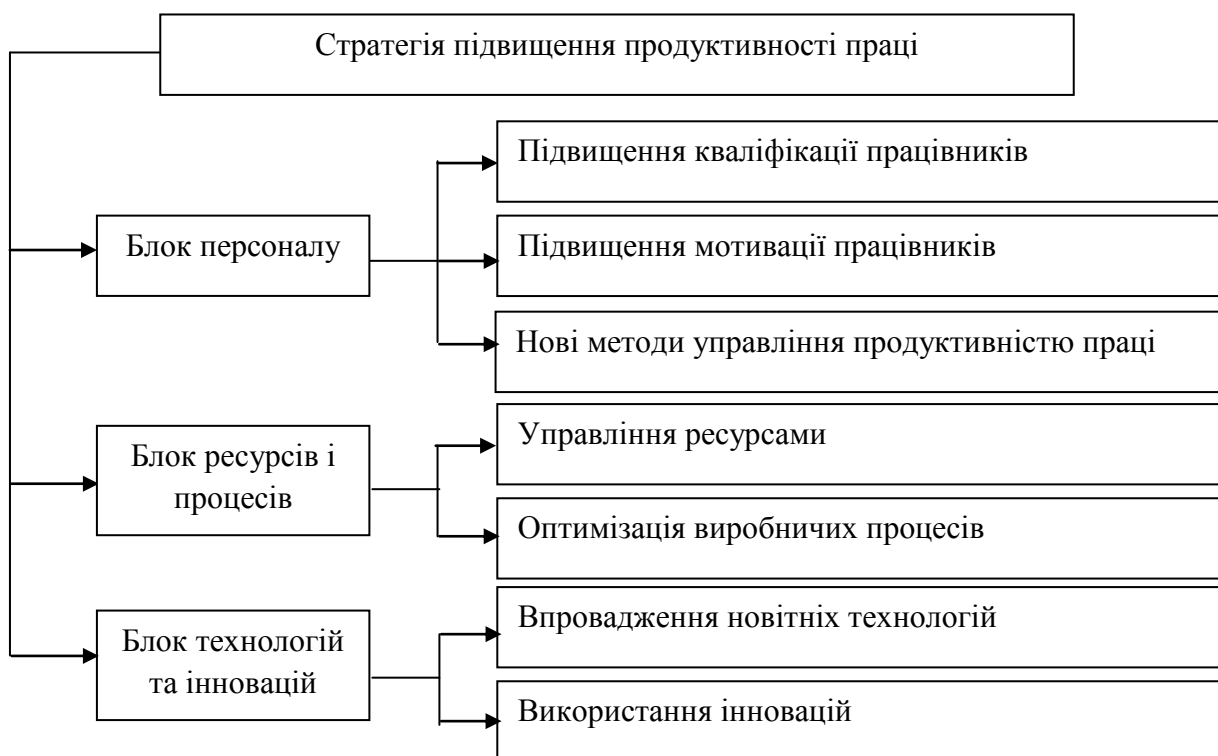 Стратегія підвищення продуктивності праці
Підвищення кваліфікації працівників
Блок персоналу
Підвищення мотивації працівників
Нові методи управління продуктивністю праці
Блок ресурсів і
процесів
Управління ресурсами
Оптимізація виробничих процесів
Блок технологій
та інновацій
Впровадження новітніх технологій
Використання інновацій